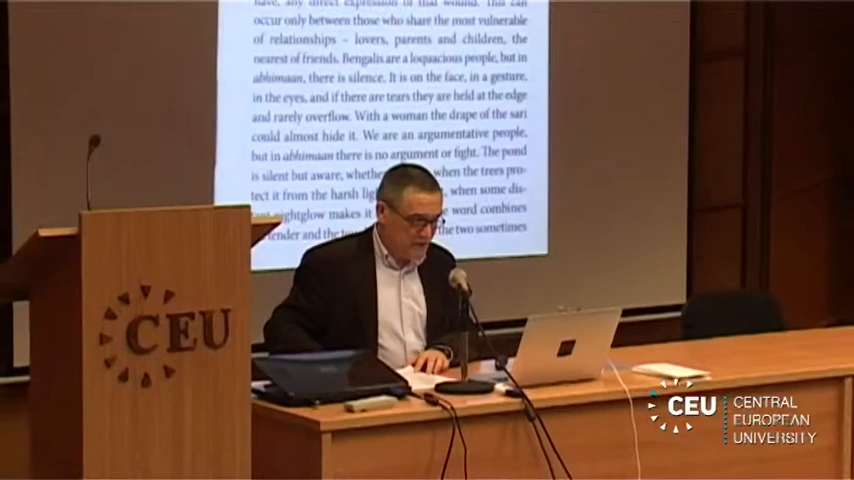 have, any direct expression of that wound. This can
occur only between those who share the most vulnerable
of relationships – lovers, parents and children, the
nearest of friends. Bengalis are a loquacious people, but in
abhimaan, there is silence. It is on the face, in a gesture,
in the eyes, and if there are tears they are held at the edge
and rarely overflow. With a woman the drape of the sari
could almost hide it. We are an argumentative people,
but in abhimaan there is no argument or fight. The pond
is silent but aware, when the trees pro-
tect it from the harsh when some dis-
nightglow makes it word combines
tender and the the two sometimes
CEU
CEU
CENTRAL
EUROPEAN
UNIVERSITY